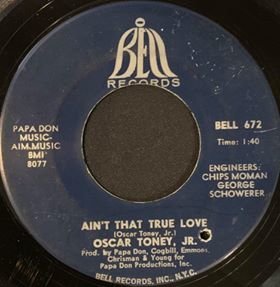 BELL
RECORDS
PAPA DON
MUSIC-
AIM.MUSIC
BMI
8077
BELL 672
Time: 1:40
ENGINEERS:
CHIPS MOMAN
GEORGE
SCHOWERER
AIN'T THAT TRUE LOVE
(Oscar Toney, Jr.)
OSCAR TONEY, JR.
Prod. by Papa Don, Cogbill, Emmons,
Chrisman & Young for
Papa Don Productions, Inc.
BELL RECORDS, INC., N.Y.C.